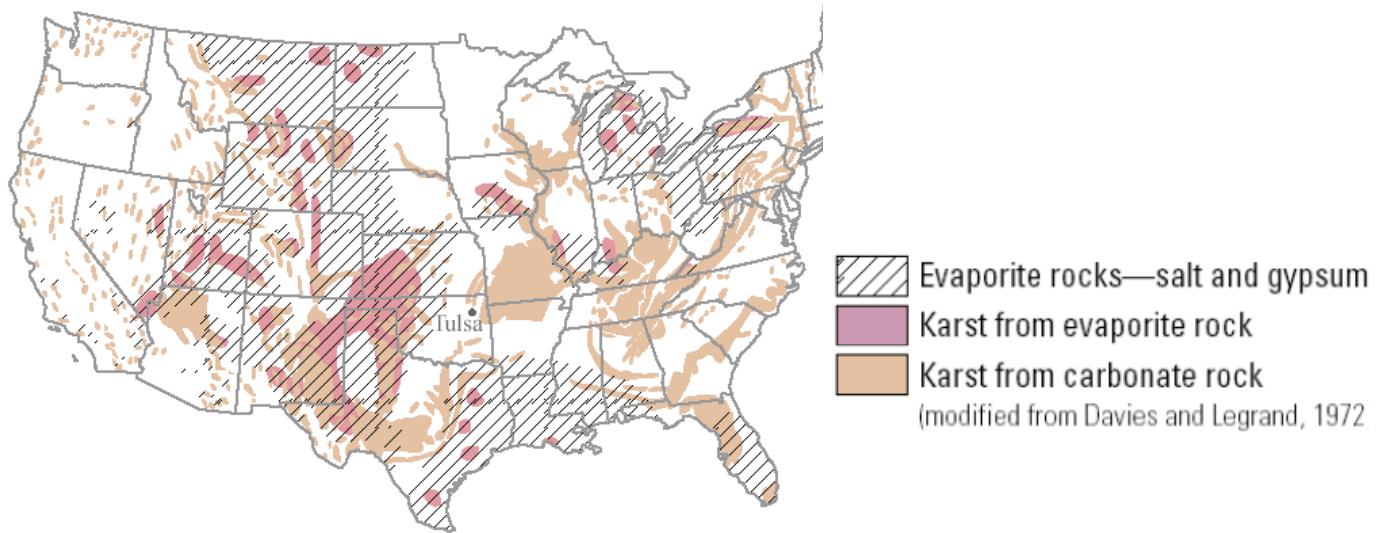 Tulsa
Evaporite rocks—salt and gypsum
Karst from evaporite rock
Karst from carbonate rock
(modified from Davies and Legrand, 1972